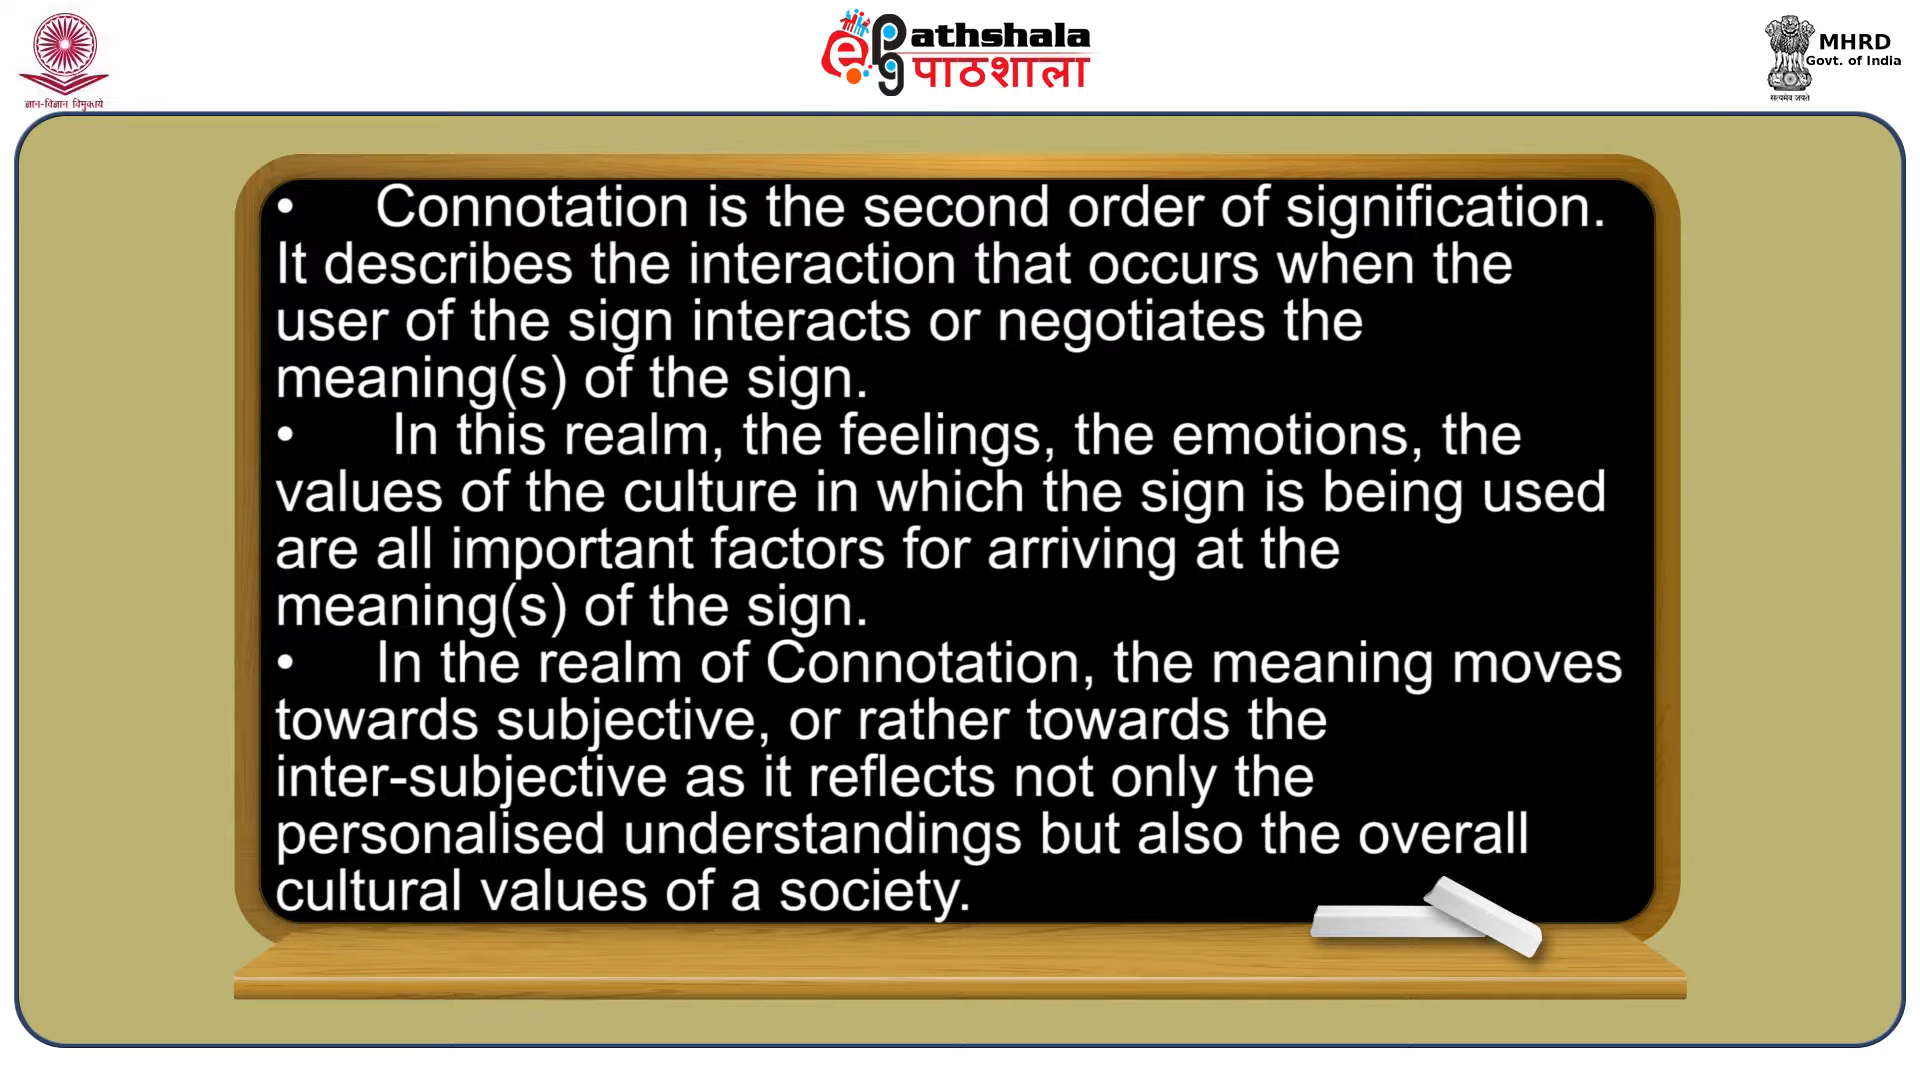 ज्ञान-विज्ञान विमुक्तये
ePathshala
पाठशाला
MHRD
Govt. of India
सत्यमेव जयते
• Connotation is the second order of signification.
It describes the interaction that occurs when the
user of the sign interacts or negotiates the
meaning(s) of the sign.
• In this realm, the feelings, the emotions, the
values of the culture in which the sign is being used
are all important factors for arriving at the
meaning(s) of the sign.
• In the realm of Connotation, the meaning moves
towards subjective, or rather towards the
inter-subjective as it reflects not only the
personalised understandings but also the overall
cultural values of a society.